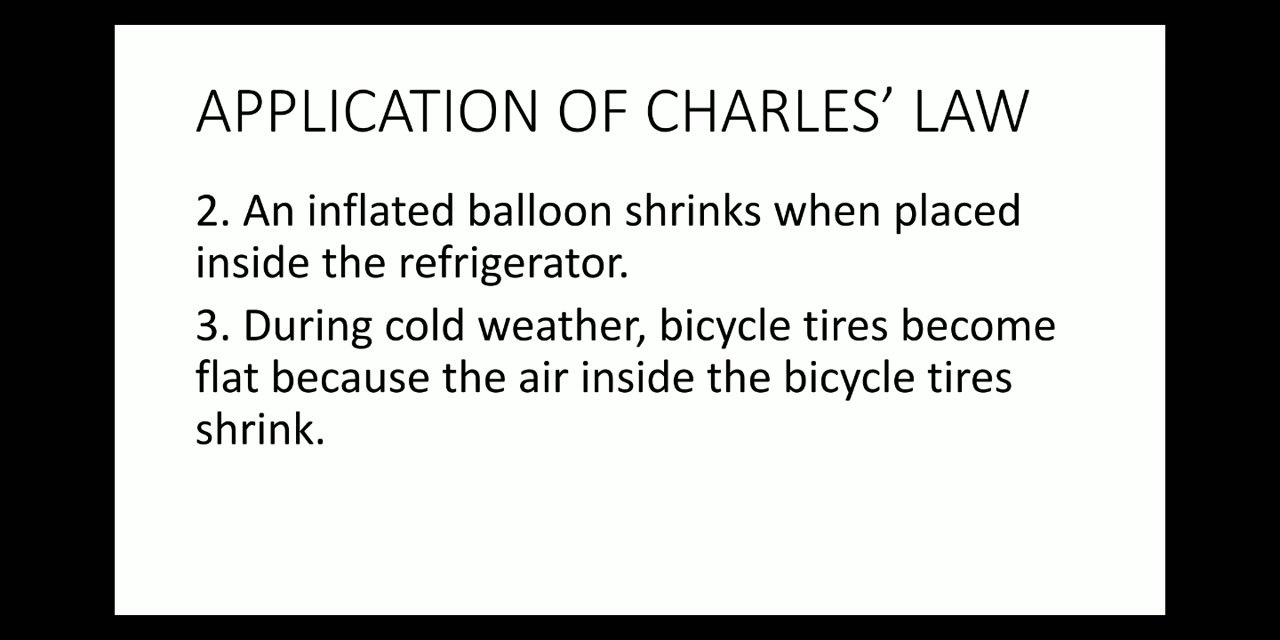 APPLICATION OF CHARLES’ LAW
2. An inflated balloon shrinks when placed
inside the refrigerator.
3. During cold weather, bicycle tires become
flat because the air inside the bicycle tires
shrink.